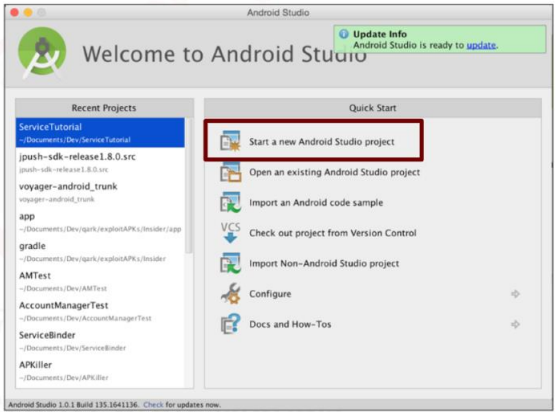 Android Studio
Update Info
Android Studio is ready to update.
Welcome to Android Studio
Recent Projects
ServiceTutorial
~/Documents/Dev/ServiceTutorial
jpush-sdk-release1.8.0.src
jpush-sdk-release1.8.0.src
voyager-android_trunk
voyager-android_trunk
app
~/Documents/Dev/qark/exploitAPKs/Insider/app
gradle
~/Documents/Dev/qark/exploitAPKs/Insider
AMTest
~/Documents/Dev/AMTest
AccountManagerTest
~/Documents/Dev/AccountManagerTest
ServiceBinder
~/Documents/Dev/ServiceBinder
APKiller
~/Documents/Dev/APKiller
Quick Start
Start a new Android Studio project
Open an existing Android Studio project
Import an Android code sample
VCS
Check out project from Version Control
Import Non-Android Studio project
Configure
Docs and How-Tos
Android Studio 1.0.1 Build 135.1641136. Check for updates now.